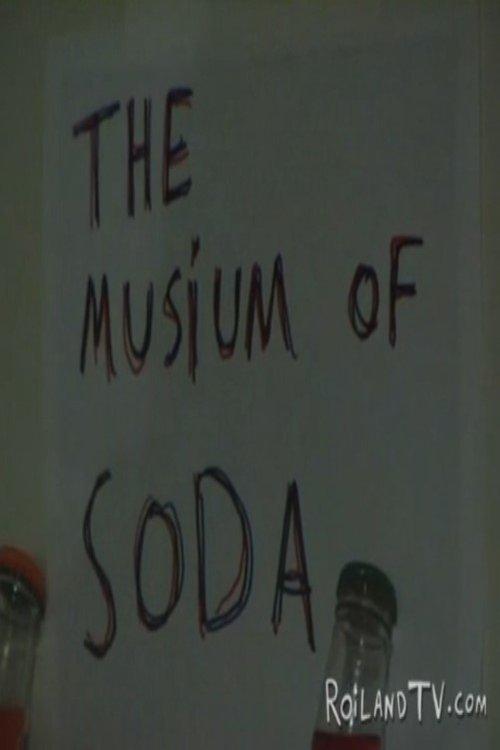 THE
MUSiUM OF
SODA
ROiLANDTV.COM